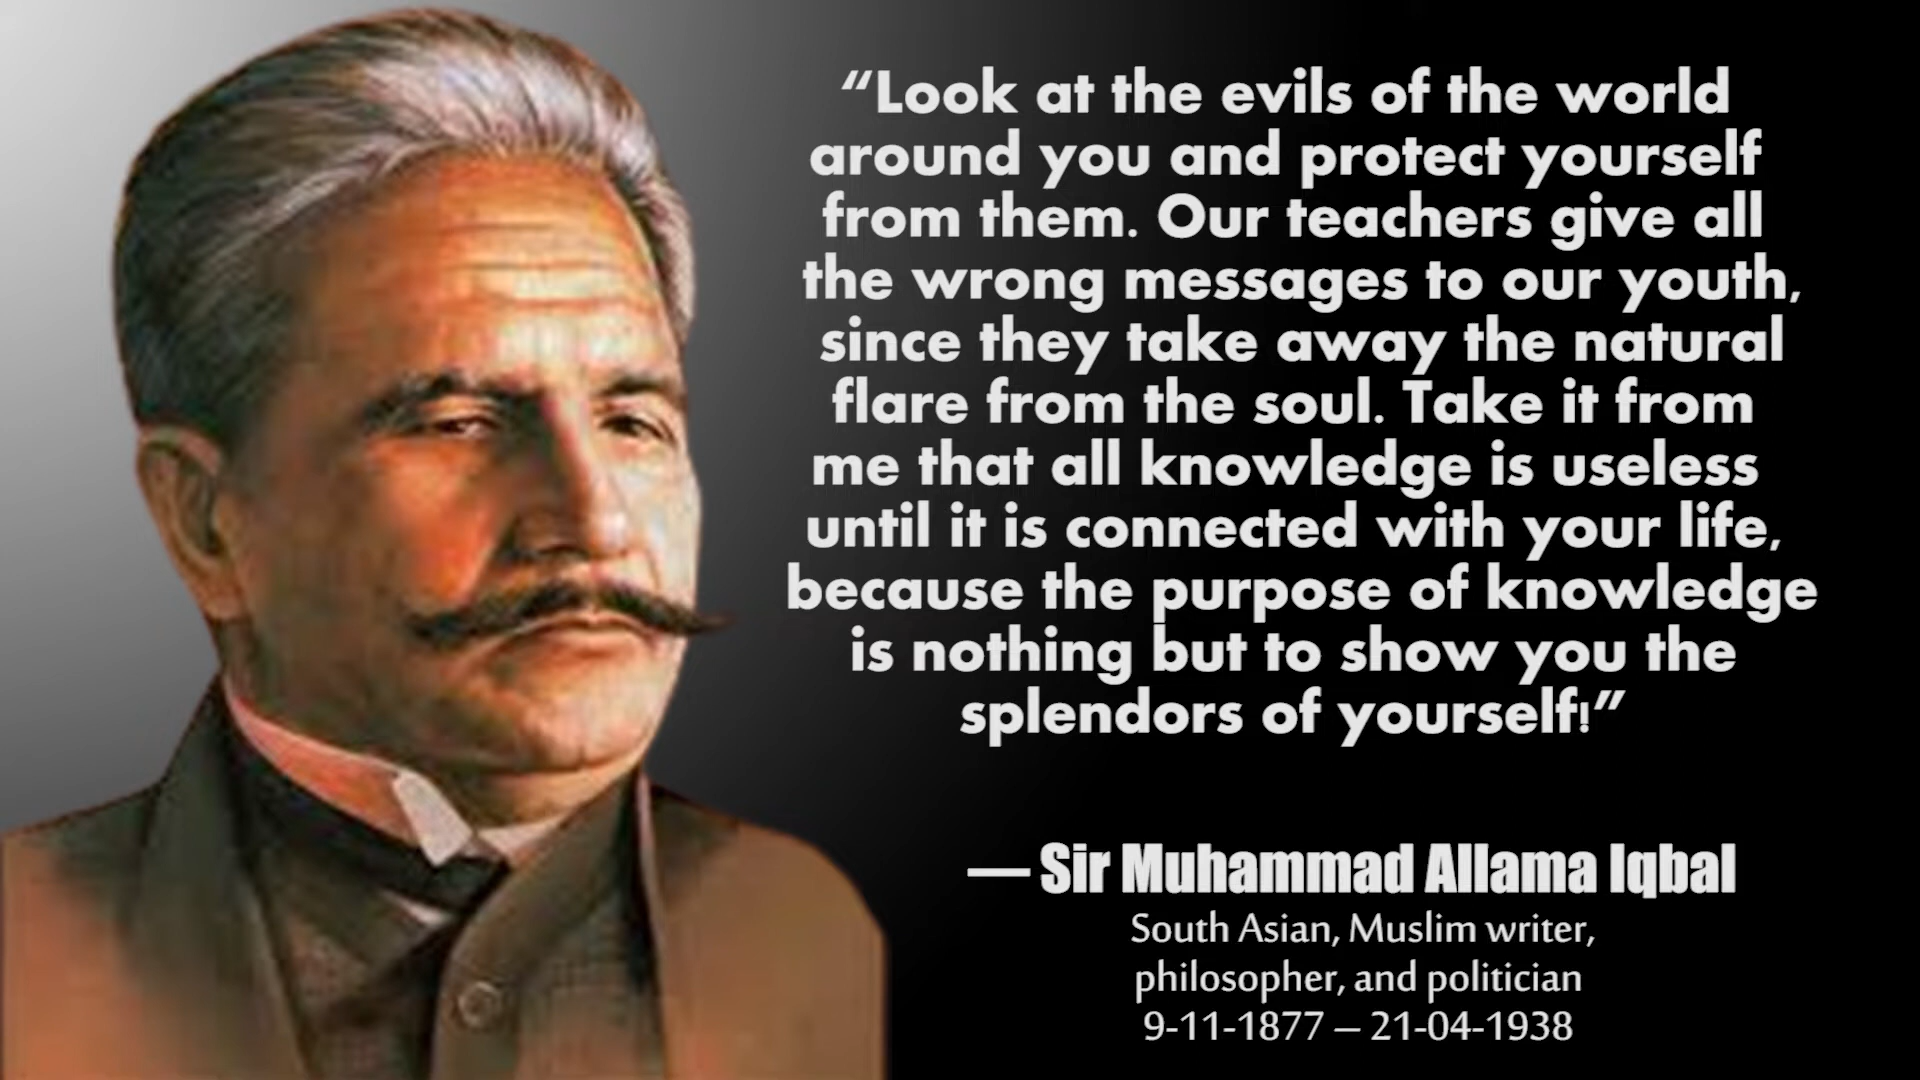 “Look at the evils of the world
around you and protect yourself
from them. Our teachers give all
the wrong messages to our youth,
since they take away the natural
flare from the soul. Take it from
me that all knowledge is useless
until it is connected with your life,
because the purpose of knowledge
is nothing but to show you the
splendors of yourself!”
— Sir Muhammad Allama Iqbal
South Asian, Muslim writer,
philosopher, and politician
9-11-1877 – 21-04-1938